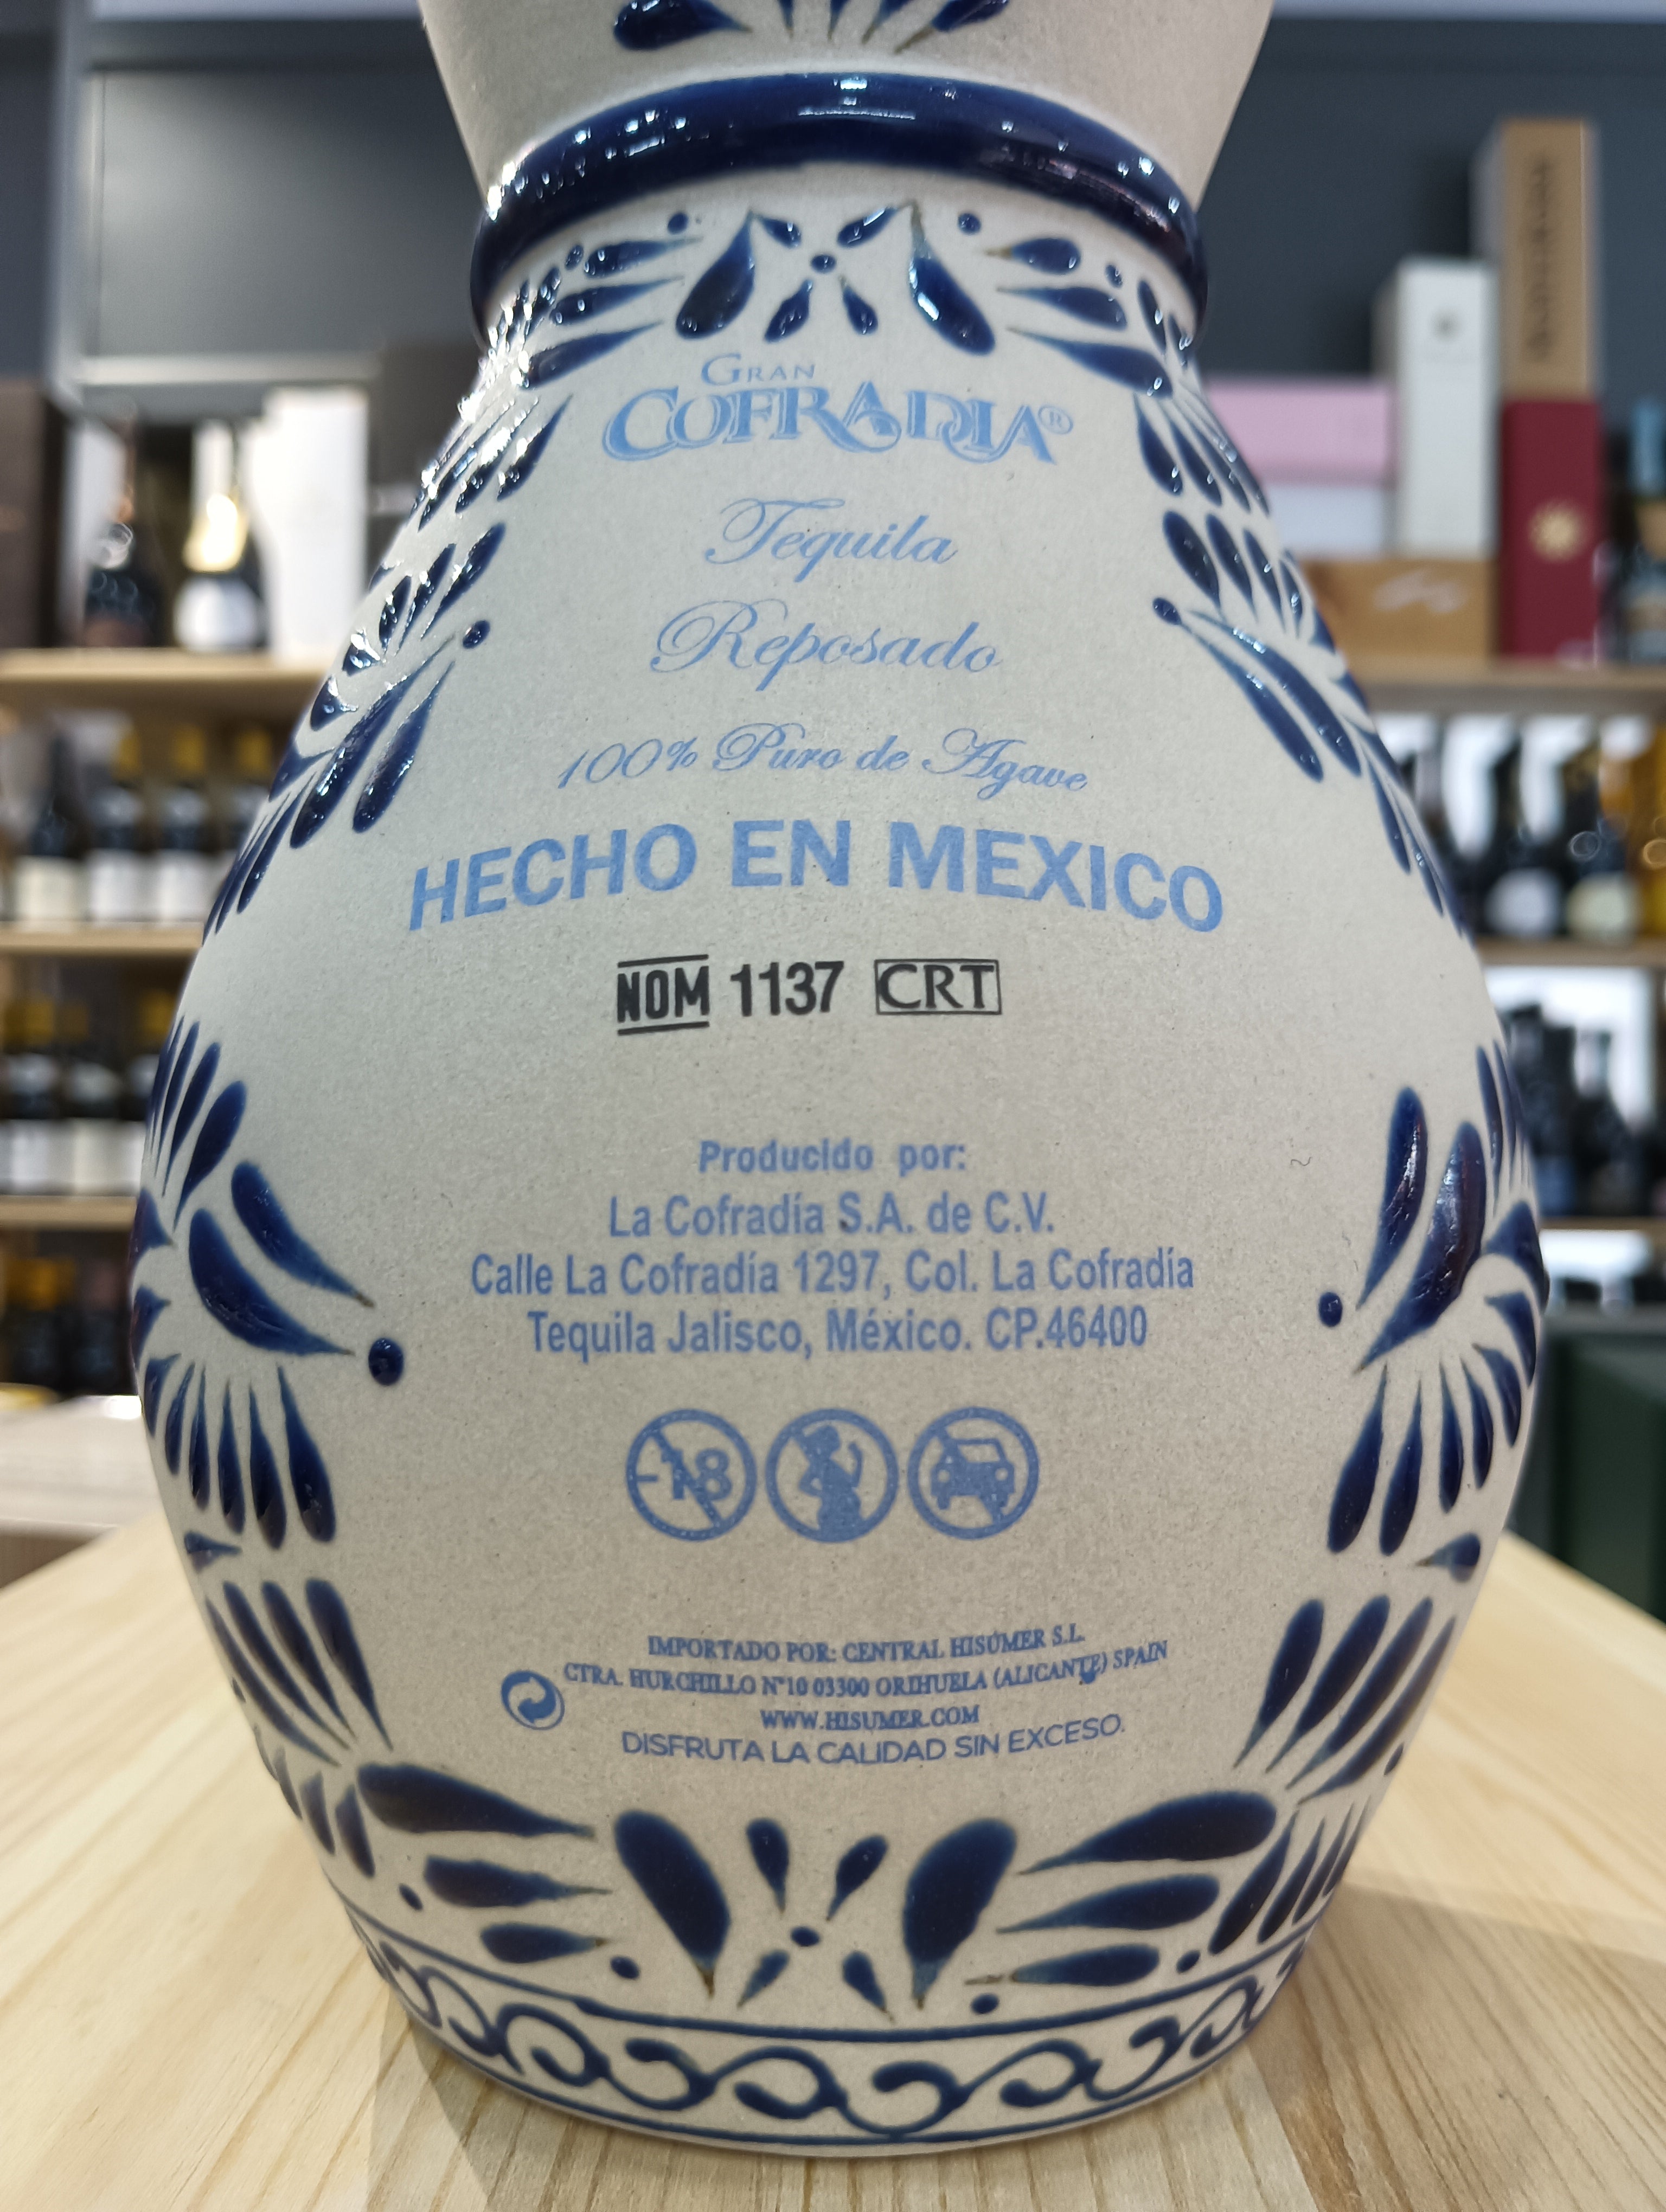 GRAN
COFRADIA®
Tequila
Reposado
100% Puro de Agave
HECHO EN MEXICO
NOM 1137 CRT
Producido por:
La Cofradía S.A. de C.V.
Calle La Cofradía 1297, Col. La Cofradía
Tequila Jalisco, México. CP.46400
-18
IMPORTADO POR: CENTRAL HISÚMER S.L.
CTRA. HURCHILLO Nº10 03300 ORIHUELA (ALICANTE) SPAIN
WWW.HISUMER.COM
DISFRUTA LA CALIDAD SIN EXCESO.